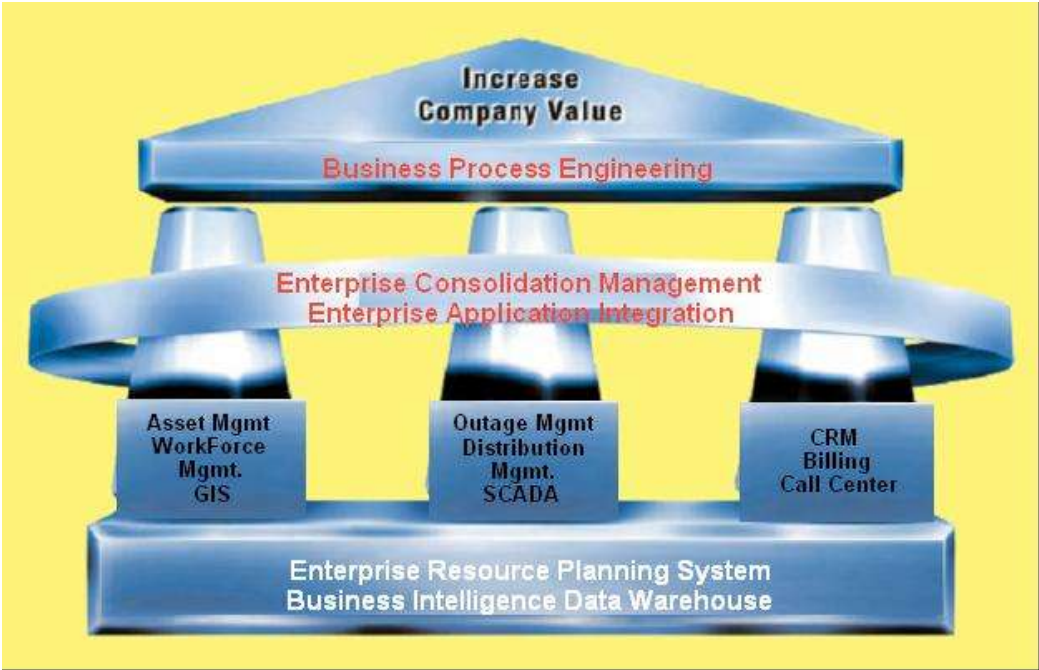 Increase
Company Value
Business Process Engineering
Enterprise Consolidation Management
Enterprise Application Integration
Asset Mgmt
WorkForce
Mgmt.
GIS
Outage Mgmt
Distribution
Mgmt.
SCADA
CRM
Billing
Call Center
Enterprise Resource Planning System
Business Intelligence Data Warehouse